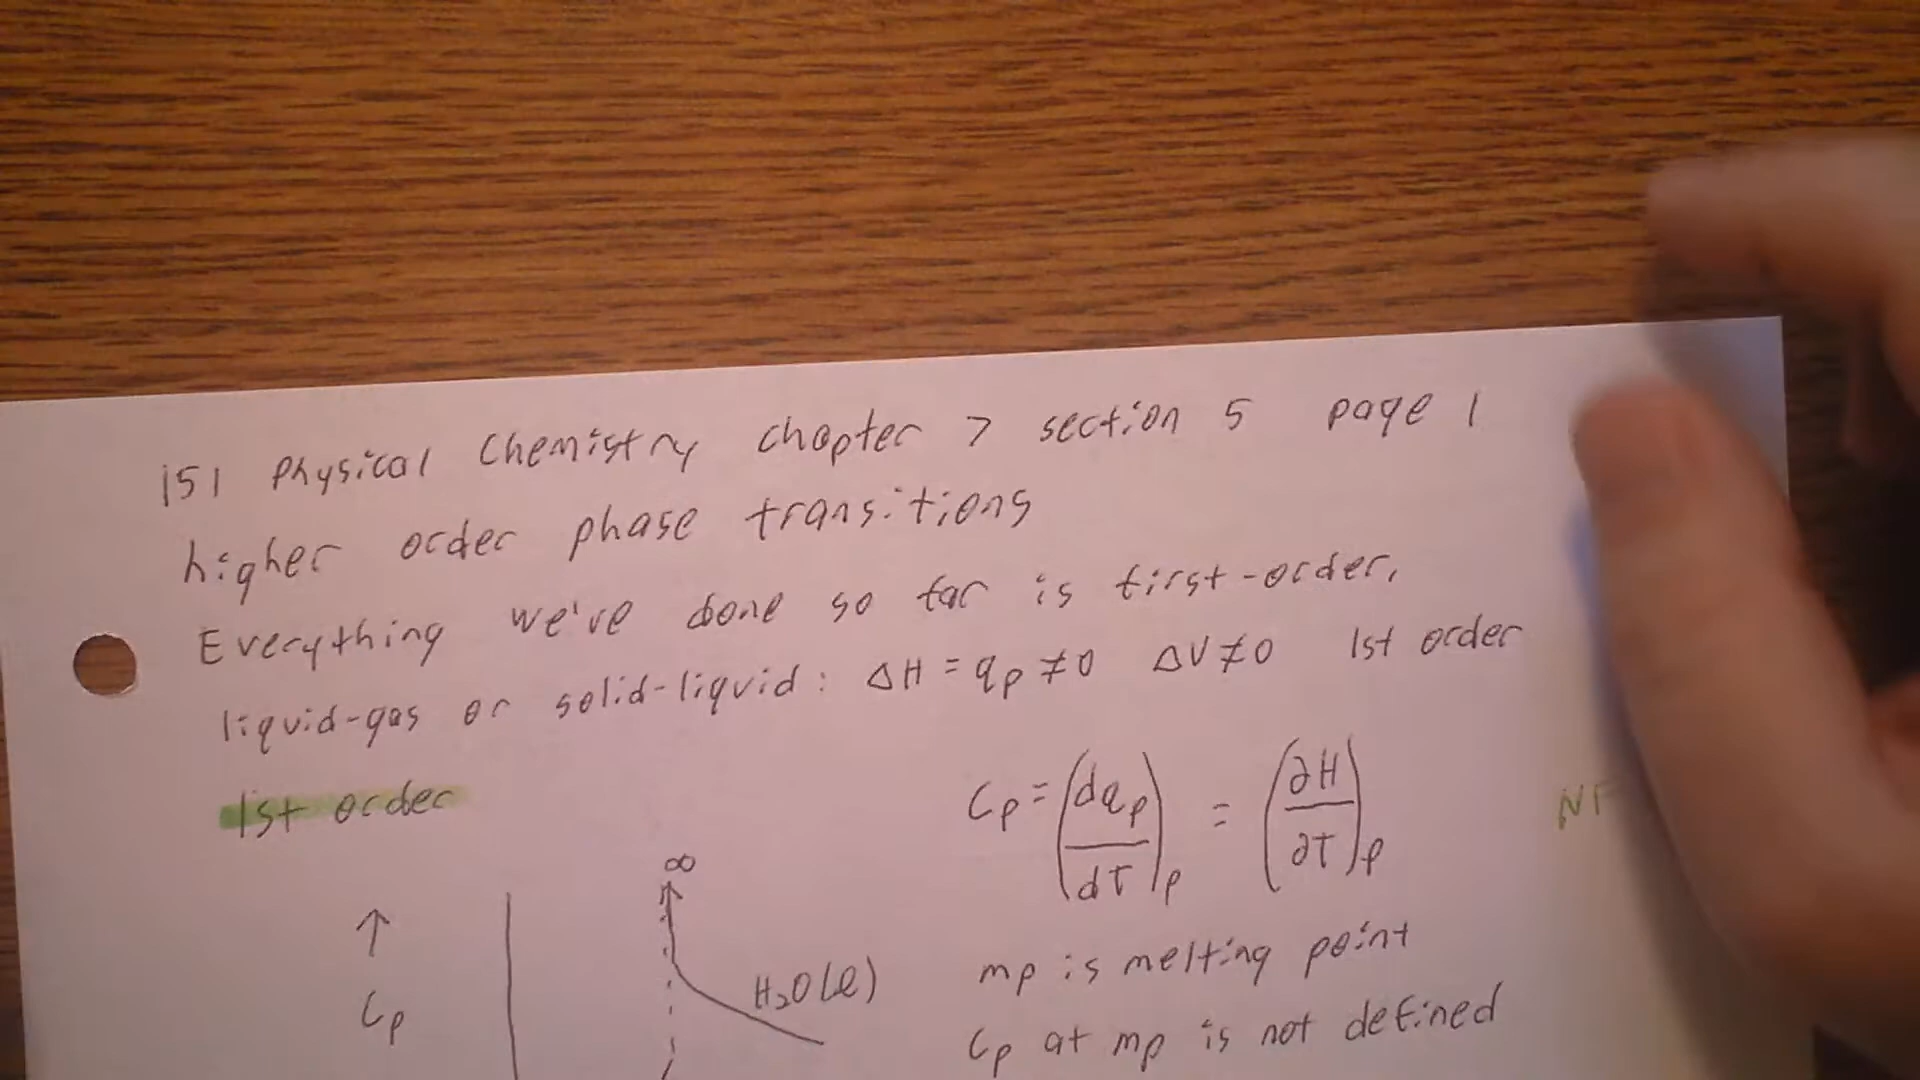 151 Physical Chemistry chapter 7 section 5 page 1
higher order phase transitions
Everything we've done so far is first-order.
liquid-gas or solid-liquid: ΔH = qp ≠ 0 ΔV ≠ 0 1st order
1st order
Cp = (dqp/dT)p = (∂H/∂T)p
∞
↑
Cp
H2O(l)
mp is melting point
Cp at mp is not defined